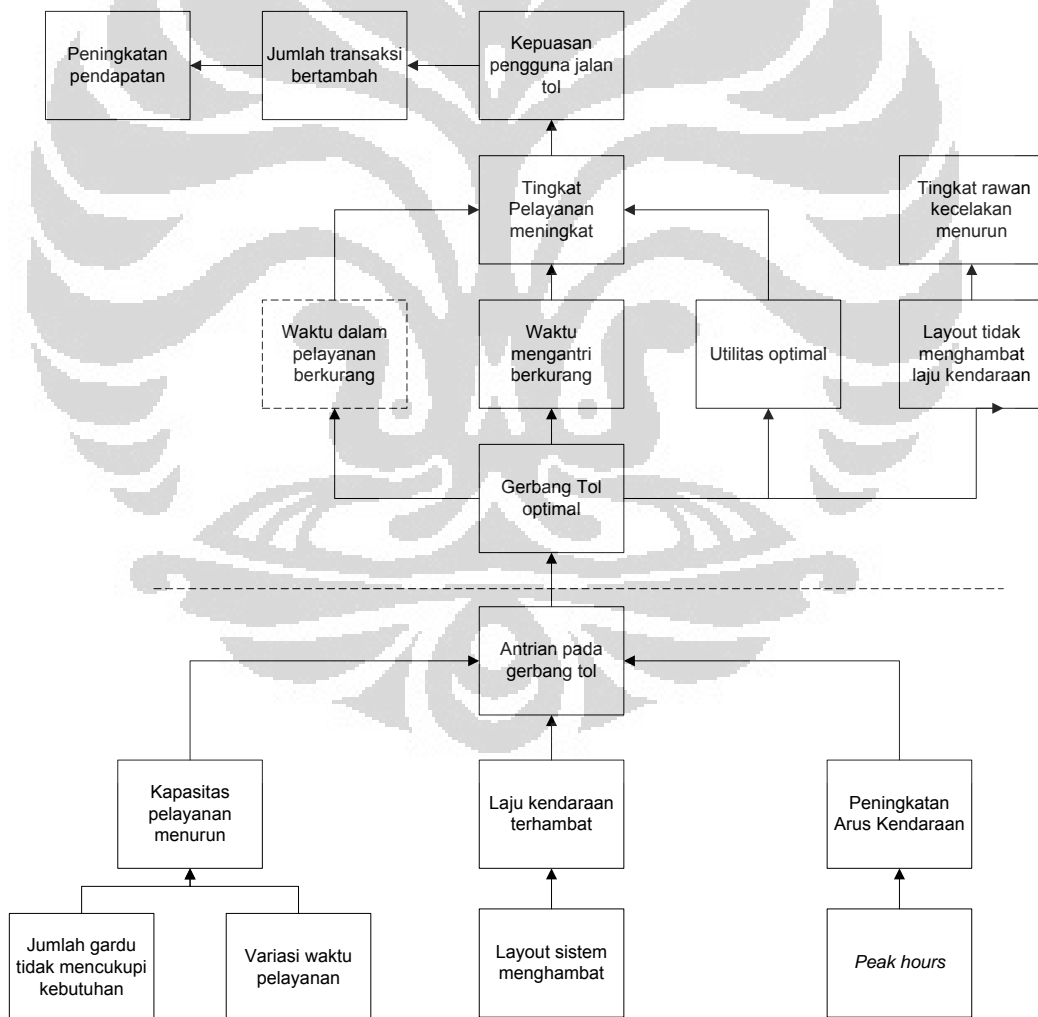 Peningkatan
pendapatan
Jumlah transaksi
bertambah
Kepuasan
pengguna jalan
tol
Tingkat
Pelayanan
meningkat
Tingkat rawan
kecelakan
menurun
Waktu dalam
pelayanan
berkurang
Waktu
mengantri
berkurang
Utilitas optimal
Layout tidak
menghambat
laju kendaraan
Gerbang Tol
optimal
Antrian pada
gerbang tol
Kapasitas
pelayanan
menurun
Laju kendaraan
terhambat
Peningkatan
Arus Kendaraan
Jumlah gardu
tidak mencukupi
kebutuhan
Variasi waktu
pelayanan
Layout sistem
menghambat
Peak hours